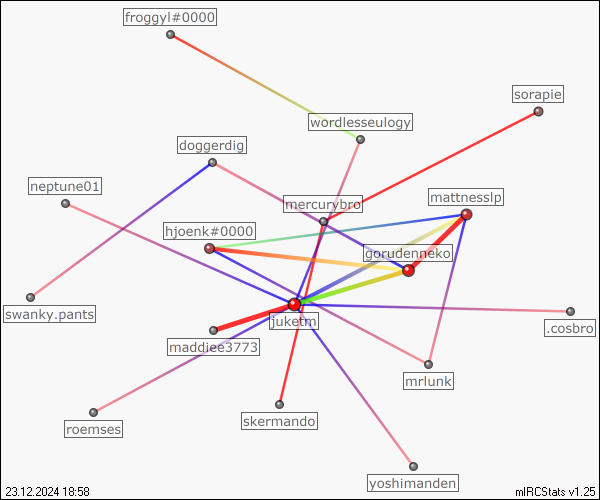 froggyl#0000
sorapie
wordlesseulogy
doggerdig
neptune01
mattnesslp
mercurybro
hjoenk#0000
goudenneko
swanky.pants
juketm
.cosbro
maddiee3773
mrlunk
roemses
skermando
yoshimanden
23.12.2024 18:58
mIRCStats v1.25